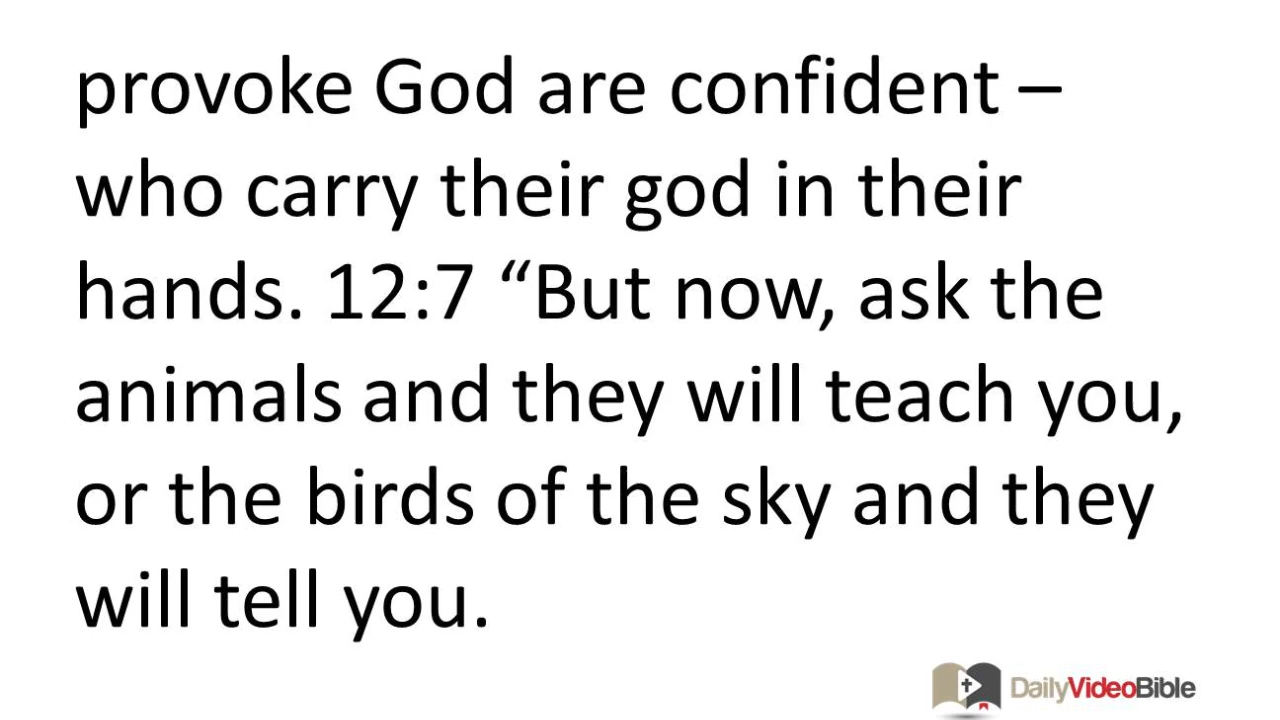 provoke God are confident –
who carry their god in their
hands. 12:7 “But now, ask the
animals and they will teach you,
or the birds of the sky and they
will tell you.
DailyVideoBible